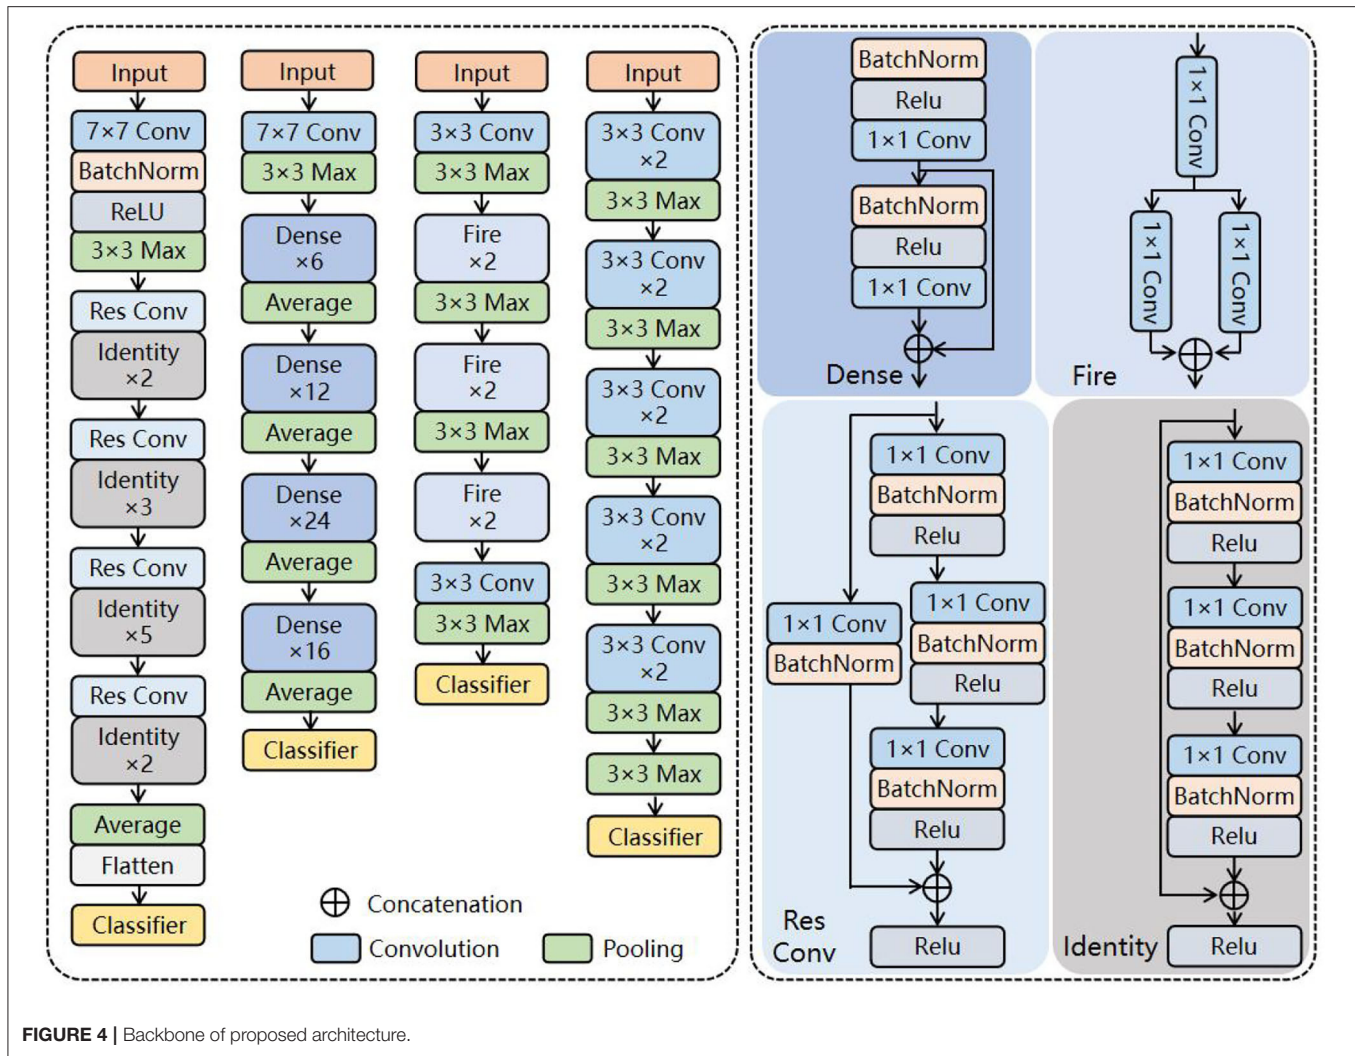 Input
7×7 Conv
BatchNorm
ReLU
3×3 Max
Res Conv
Identity
×2
Res Conv
Identity
×3
Res Conv
Identity
×5
Res Conv
Identity
×2
Average
Flatten
Classifier
Input
7×7 Conv
3×3 Max
Dense
×6
Average
Dense
×12
Average
Dense
×24
Average
Dense
×16
Average
Classifier
Input
3×3 Conv
3×3 Max
Fire
×2
3×3 Max
Fire
×2
3×3 Max
Fire
×2
3×3 Conv
3×3 Max
Classifier
Input
3×3 Conv
×2
3×3 Max
3×3 Conv
×2
3×3 Max
3×3 Conv
×2
3×3 Max
3×3 Conv
×2
3×3 Max
3×3 Conv
×2
3×3 Max
3×3 Max
Classifier
Concatenation
Convolution
Pooling
BatchNorm
Relu
1×1 Conv
BatchNorm
Relu
1×1 Conv
Dense
1×1 Conv
1×1 Conv
1×1 Conv
Fire
1×1 Conv
BatchNorm
Relu
1×1 Conv
BatchNorm
1×1 Conv
BatchNorm
Relu
1×1 Conv
BatchNorm
Relu
Res
Conv
Relu
1×1 Conv
BatchNorm
Relu
1×1 Conv
BatchNorm
Relu
1×1 Conv
BatchNorm
Relu
Identity
Relu
FIGURE 4 | Backbone of proposed architecture.